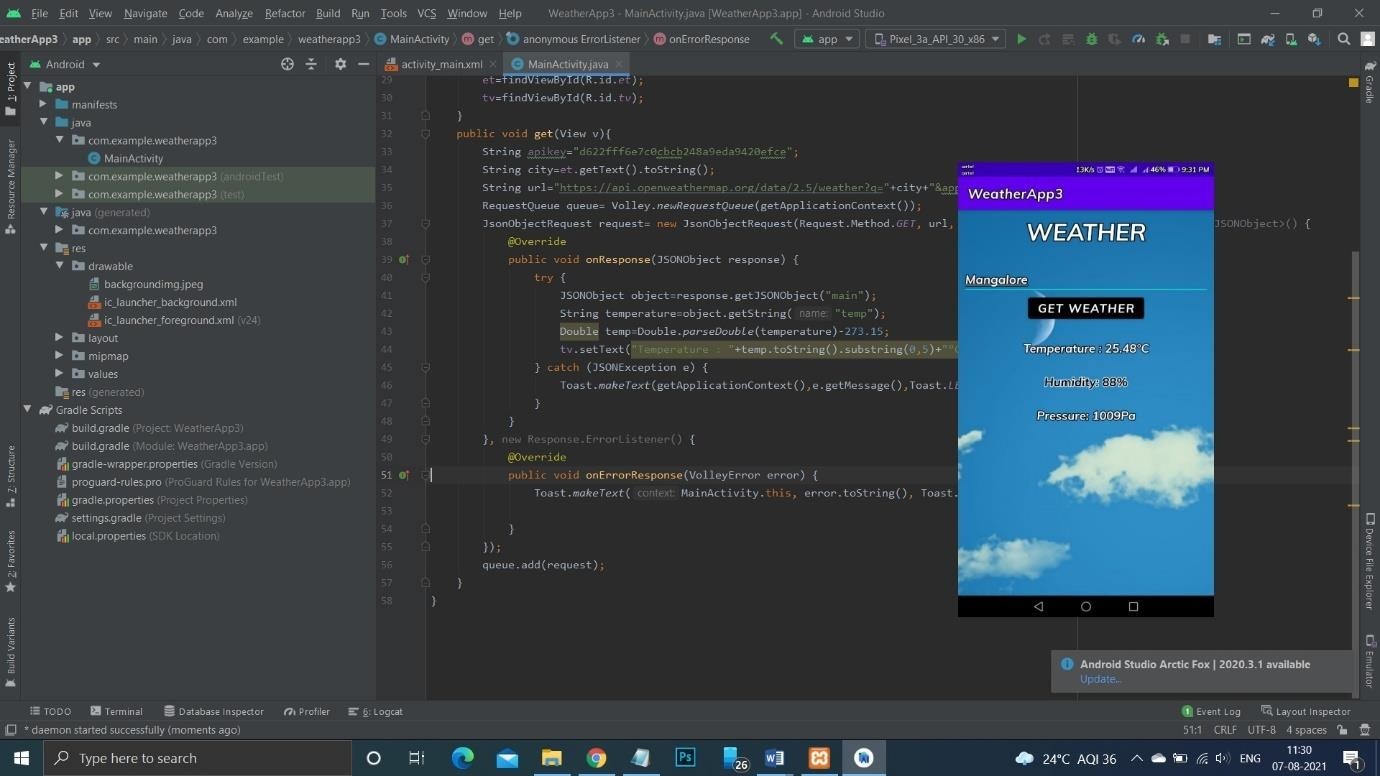 File Edit View Navigate Code Analyze Refactor Build Run Tools VCS Window Help WeatherApp3 - MainActivity.java [WeatherApp3.app] - Android Studio
eatherApp3 app src main java com example weatherapp3 MainActivity get anonymous ErrorListener onErrorResponse app Pixel_3a_API_30_x86
Android
activity_main.xml MainActivity.java
1: Project
Resource Manager
Z: Structure
2: Favorites
Build Variants
app
manifests
java
com.example.weatherapp3
MainActivity
com.example.weatherapp3 (androidTest)
com.example.weatherapp3 (test)
java (generated)
com.example.weatherapp3
res
drawable
backgroundimg.jpeg
ic_launcher_background.xml
ic_launcher_foreground.xml (v24)
layout
mipmap
values
res (generated)
Gradle Scripts
build.gradle (Project: WeatherApp3)
build.gradle (Module: WeatherApp3.app)
gradle-wrapper.properties (Gradle Version)
proguard-rules.pro (ProGuard Rules for WeatherApp3.app)
gradle.properties (Project Properties)
settings.gradle (Project Settings)
local.properties (SDK Location)
29 et=findViewById(R.id.et);
30 tv=findViewById(R.id.tv);
31 }
32 public void get(View v){
33 String apikey="d622fff6e7c0cbcb248a9eda9420efce";
34 String city=et.getText().toString();
35 String url="https://api.openweathermap.org/data/2.5/weather?q="+city+"&app
36 RequestQueue queue= Volley.newRequestQueue(getApplicationContext());
37 JsonObjectRequest request= new JsonObjectRequest(Request.Method.GET, url, JSONObject>() {
38 @Override
39 public void onResponse(JSONObject response) {
40 try {
41 JSONObject object=response.getJSONObject("main");
42 String temperature=object.getString( name: "temp");
43 Double temp=Double.parseDouble(temperature)-273.15;
44 tv.setText("Temperature : "+temp.toString().substring(0,5)+"°C
45 } catch (JSONException e) {
46 Toast.makeText(getApplicationContext(),e.getMessage(),Toast.LE
47 }
48 }
49 }, new Response.ErrorListener() {
50 @Override
51 public void onErrorResponse(VolleyError error) {
52 Toast.makeText( context: MainActivity.this, error.toString(), Toast.
53
54 }
55 });
56 queue.add(request);
57 }
58 }
13K/s 46% 9:31 PM
WeatherApp3
WEATHER
Mangalore
GET WEATHER
Temperature : 25.48°C
Humidity: 88%
Pressure: 1009Pa
Gradle
Device File Explorer
Emulator
Android Studio Arctic Fox | 2020.3.1 available
Update...
TODO Terminal Database Inspector Profiler 6: Logcat 1 Event Log Layout Inspector
* daemon started successfully (moments ago) 51:1 CRLF UTF-8 4 spaces
Type here to search Ps 26 W 24°C AQI 36 ENG 11:30
07-08-2021 1